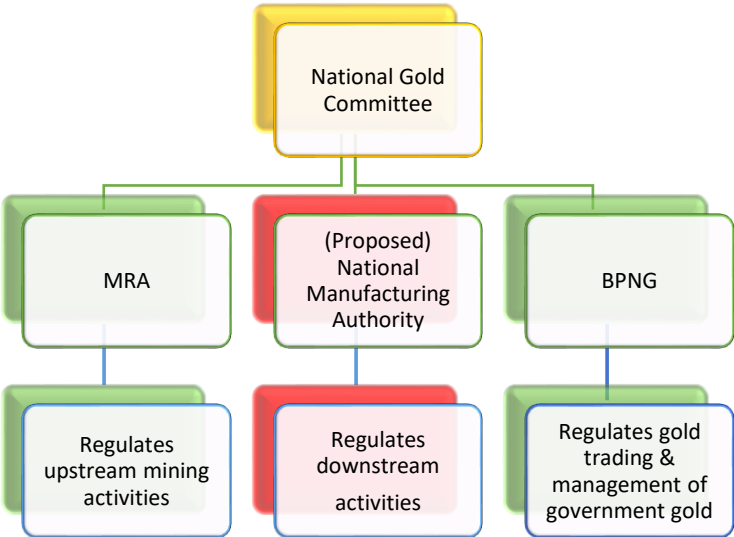 National Gold
Committee
MRA
(Proposed)
National
Manufacturing
Authority
BPNG
Regulates
upstream mining
activities
Regulates
downstream
activities
Regulates gold
trading &
management of
government gold